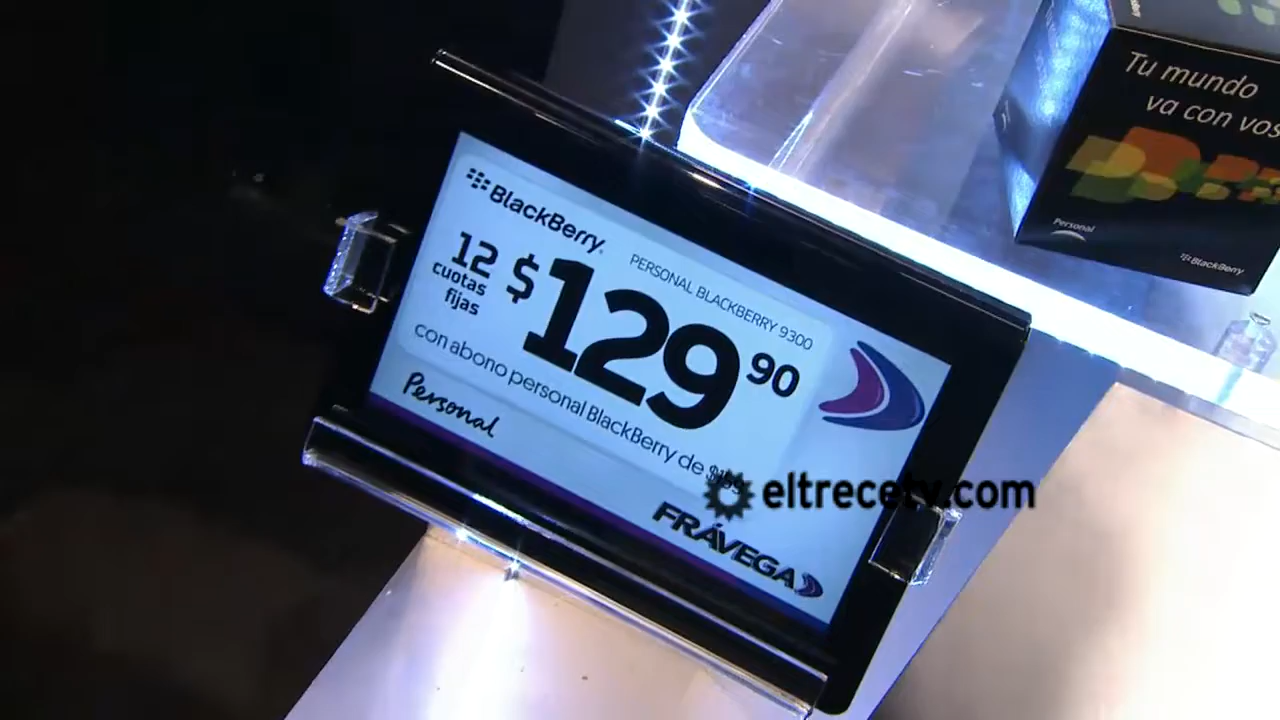 BlackBerry
12
cuotas
fijas
$129 90
PERSONAL BLACKBERRY 9300
con abono personal BlackBerry de
Personal
FRÁVEGA
eltrecetv.com
Tu mundo
va con vos
Personal
BlackBerry